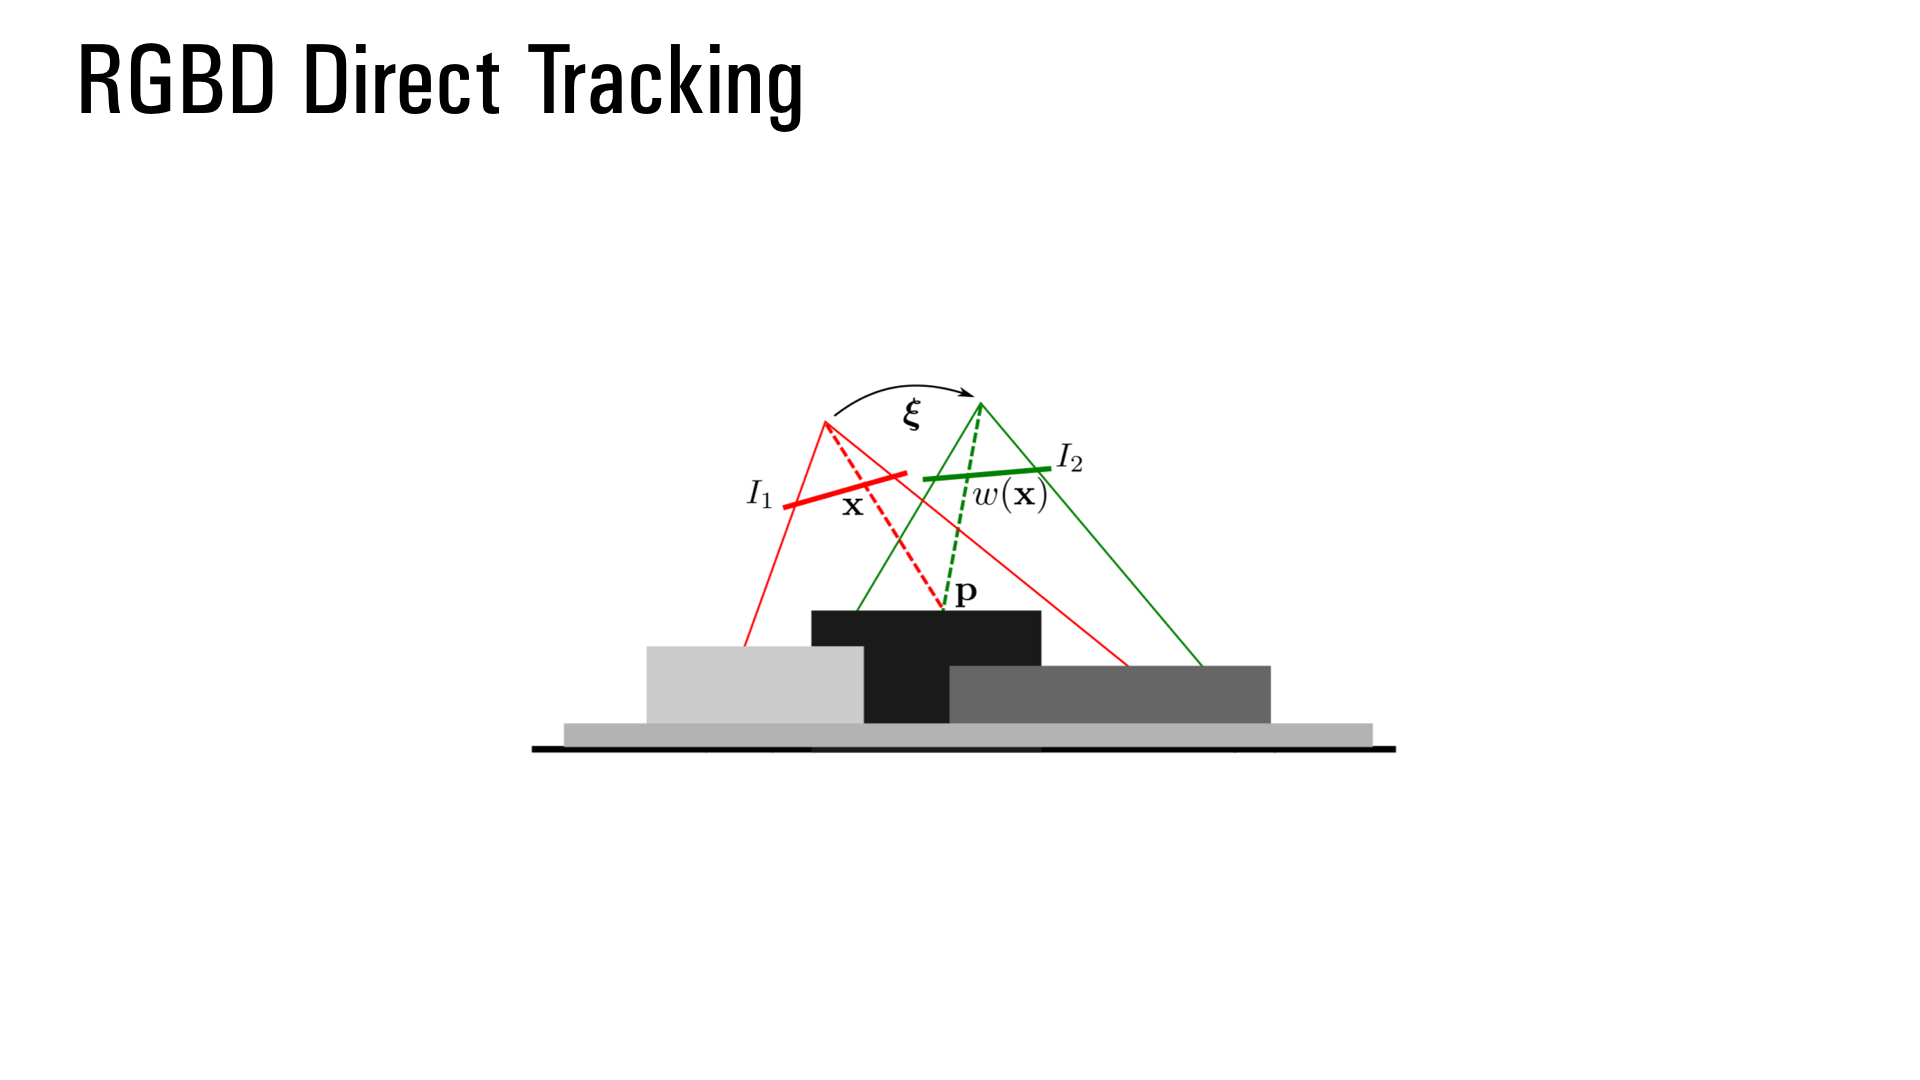 RGBD Direct Tracking
ξ
I₂
I₁
w(x)
x
p